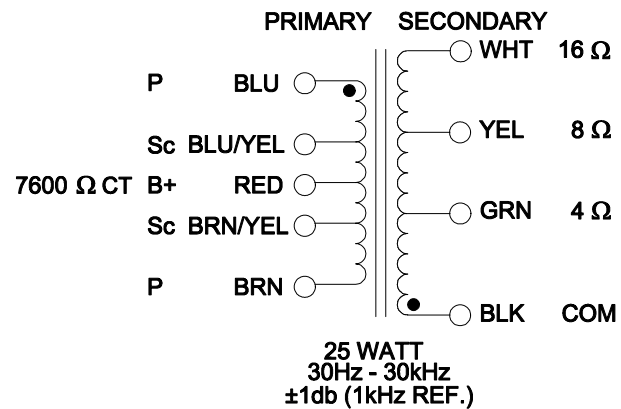 PRIMARY SECONDARY
WHT 16 Ω
P BLU
YEL 8 Ω
Sc BLU/YEL
7600 Ω CT B+ RED
GRN 4 Ω
Sc BRN/YEL
P BRN
BLK COM
25 WATT
30Hz - 30kHz
±1db (1kHz REF.)